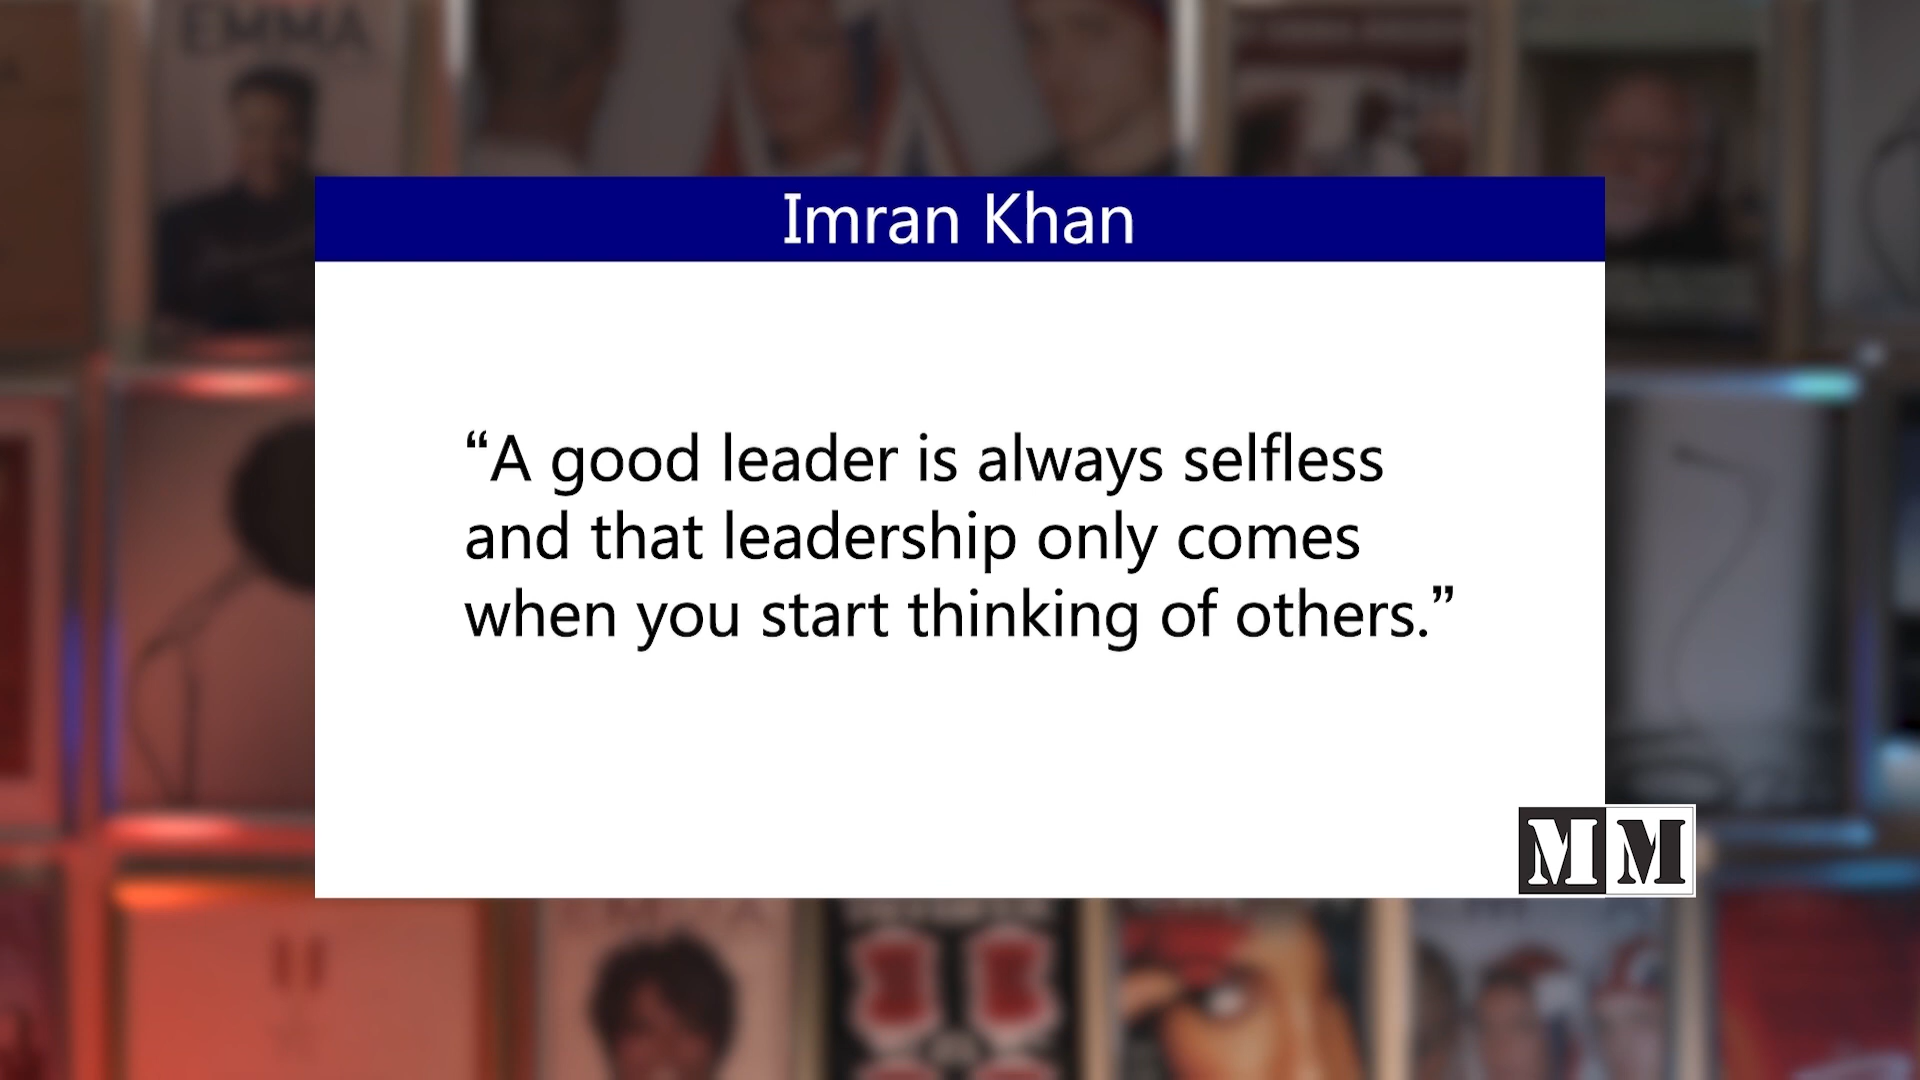 EMMA
Imran Khan
“A good leader is always selfless
and that leadership only comes
when you start thinking of others.”
MM